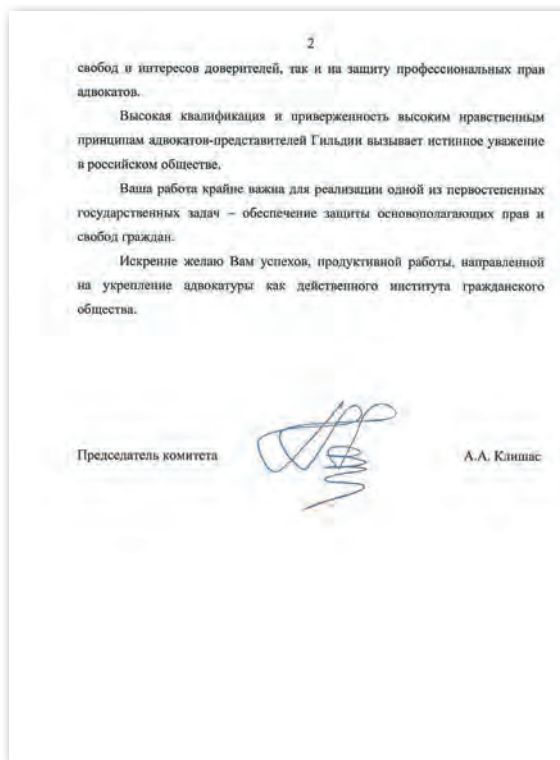 2
свобод и интересов доверителей, так и на защиту профессиональных прав
адвокатов.
Высокая квалификация и приверженность высоким нравственным
принципам адвокатов-представителей Гильдии вызывает истинное уважение
в российском обществе.
Ваша работа крайне важна для реализации одной из первостепенных
государственных задач – обеспечение защиты основополагающих прав и
свобод граждан.
Искренне желаю Вам успехов, продуктивной работы, направленной
на укрепление адвокатуры как действенного института гражданского
общества.
Председатель комитета А.А. Клишас